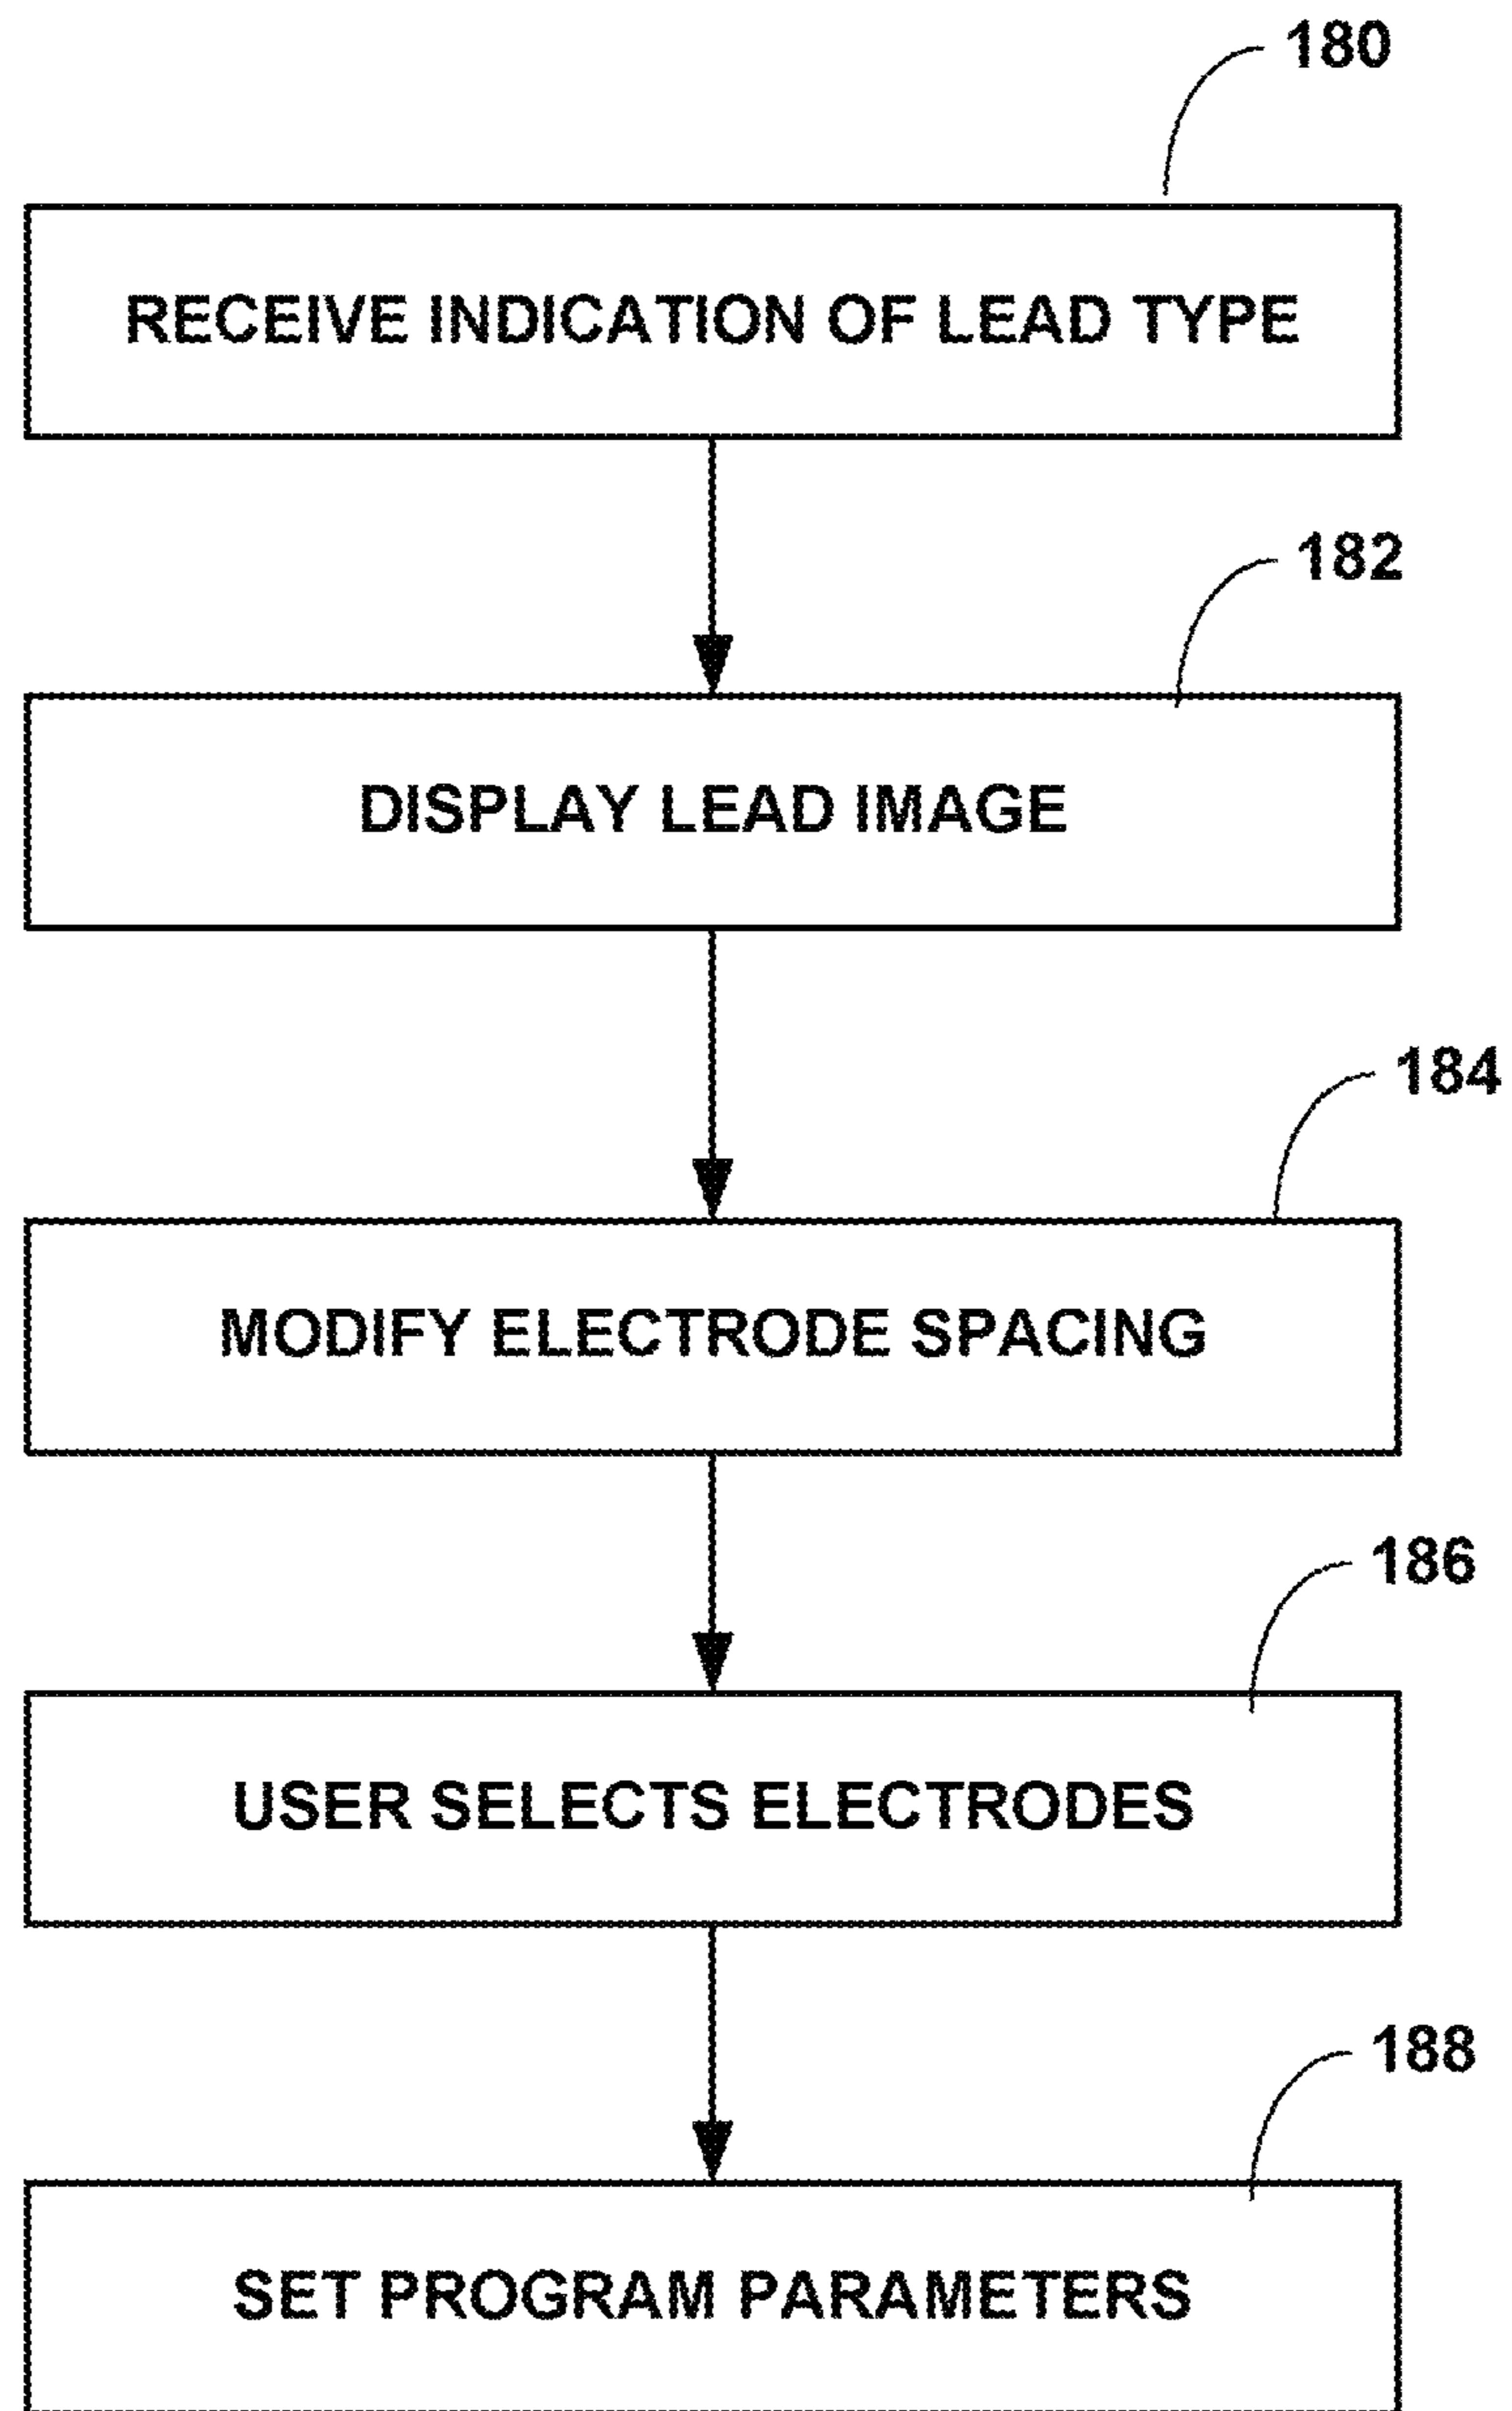 180
RECEIVE INDICATION OF LEAD TYPE
182
DISPLAY LEAD IMAGE
184
MODIFY ELECTRODE SPACING
186
USER SELECTS ELECTRODES
188
SET PROGRAM PARAMETERS